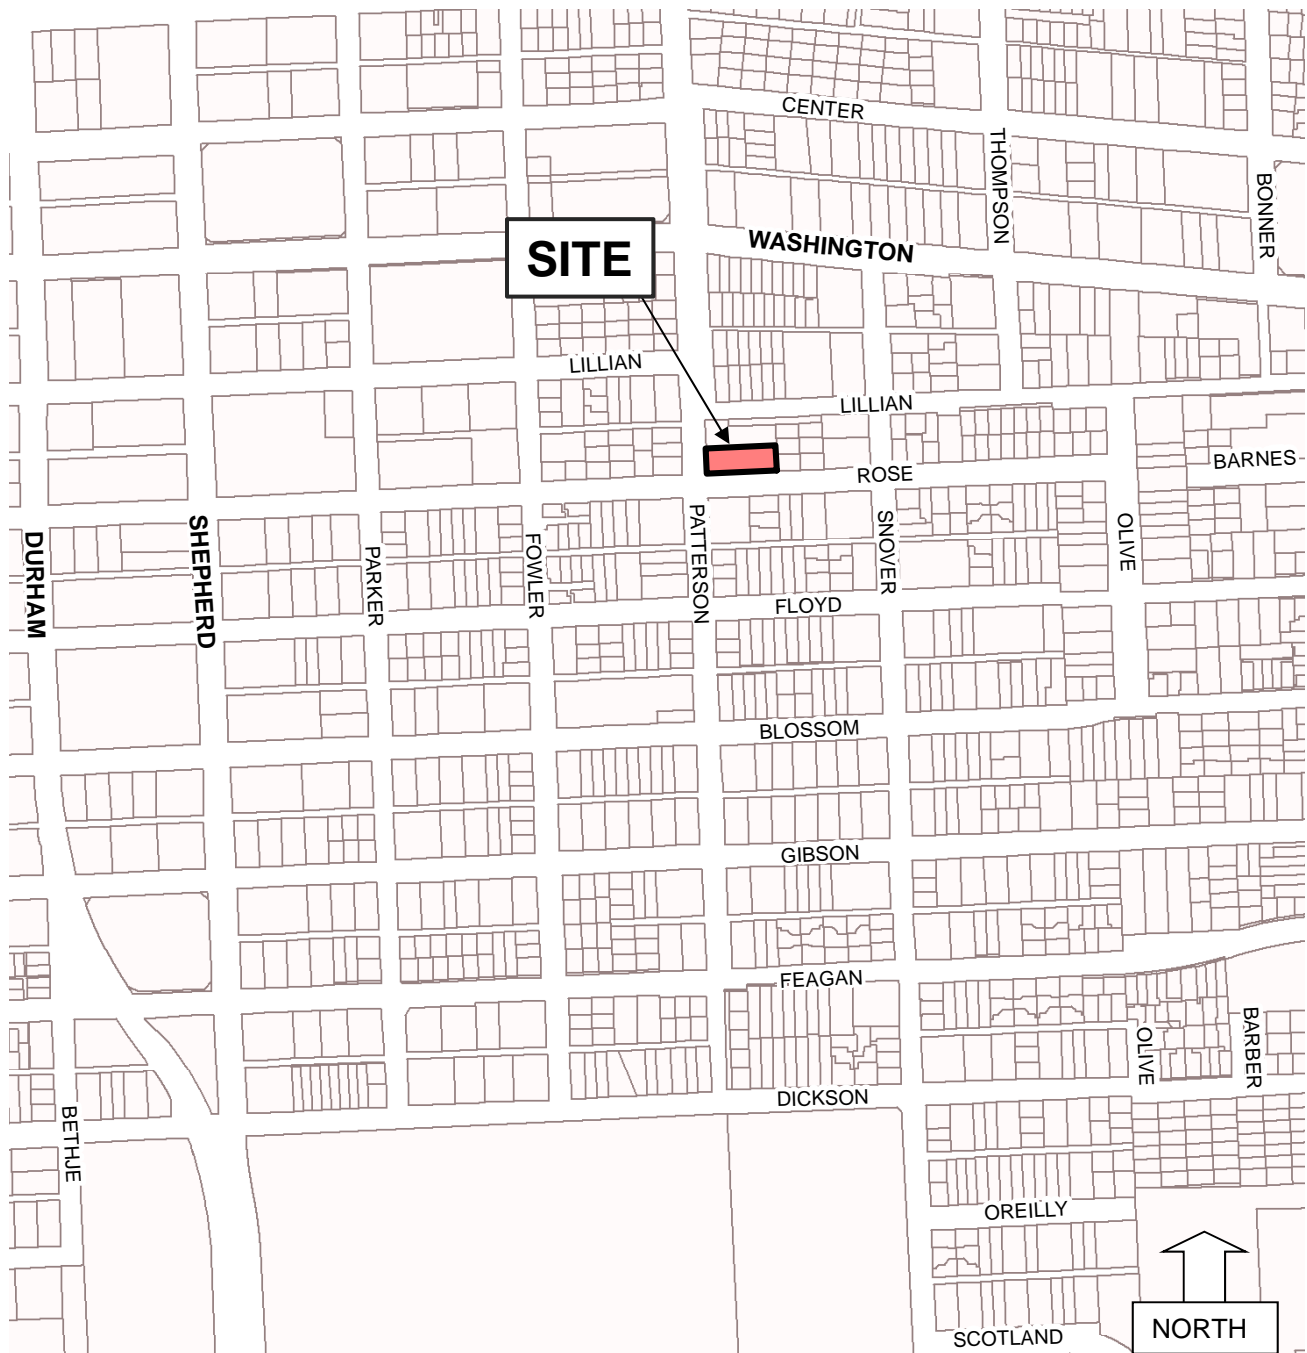 CENTER
THOMPSON
BONNER
WASHINGTON
SITE
LILLIAN
LILLIAN
BARNES
ROSE
DURHAM
SHEPHERD
PARKER
FOWLER
PATTERSON
SNOVER
OLIVE
FLOYD
BLOSSOM
GIBSON
FEAGAN
OLIVE
BARBER
DICKSON
BETHJE
OREILLY
NORTH
SCOTLAND